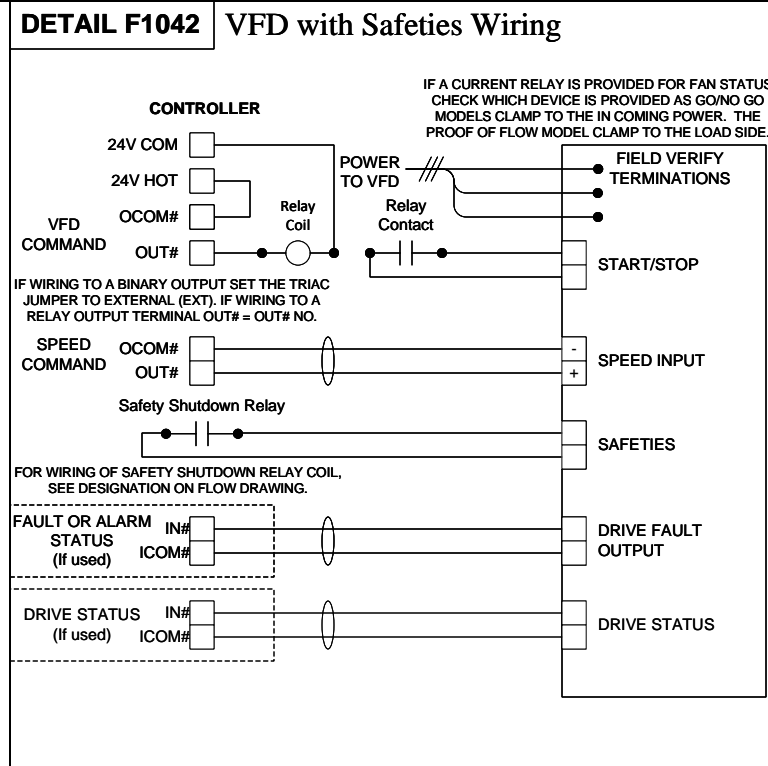 DETAIL F1042
VFD with Safeties Wiring
IF A CURRENT RELAY IS PROVIDED FOR FAN STATUS
CHECK WHICH DEVICE IS PROVIDED AS GO/NO GO
MODELS CLAMP TO THE IN COMING POWER. THE
PROOF OF FLOW MODEL CLAMP TO THE LOAD SIDE.
CONTROLLER
24V COM
24V HOT
OCOM#
OUT#
VFD
COMMAND
Relay
Coil
POWER
TO VFD
Relay
Contact
FIELD VERIFY
TERMINATIONS
START/STOP
IF WIRING TO A BINARY OUTPUT SET THE TRIAC
JUMPER TO EXTERNAL (EXT). IF WIRING TO A
RELAY OUTPUT TERMINAL OUT# = OUT# NO.
SPEED
COMMAND
OCOM#
OUT#
-
+
SPEED INPUT
Safety Shutdown Relay
SAFETIES
FOR WIRING OF SAFETY SHUTDOWN RELAY COIL,
SEE DESIGNATION ON FLOW DRAWING.
FAULT OR ALARM
STATUS
(If used)
IN#
ICOM#
DRIVE FAULT
OUTPUT
DRIVE STATUS
(If used)
IN#
ICOM#
DRIVE STATUS